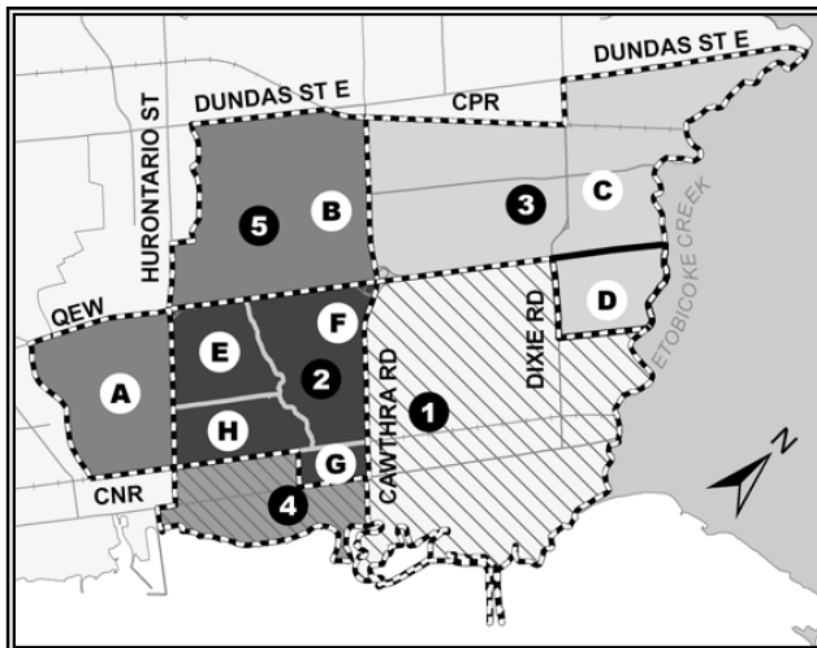 DUNDAS ST E
DUNDAS ST E
CPR
HURONTARIO ST
B
5
C
3
ETOBICOKE CREEK
QEW
D
F
E
DIXIE RD
2
A
CAWTHRA RD
1
H
G
N
CNR
4